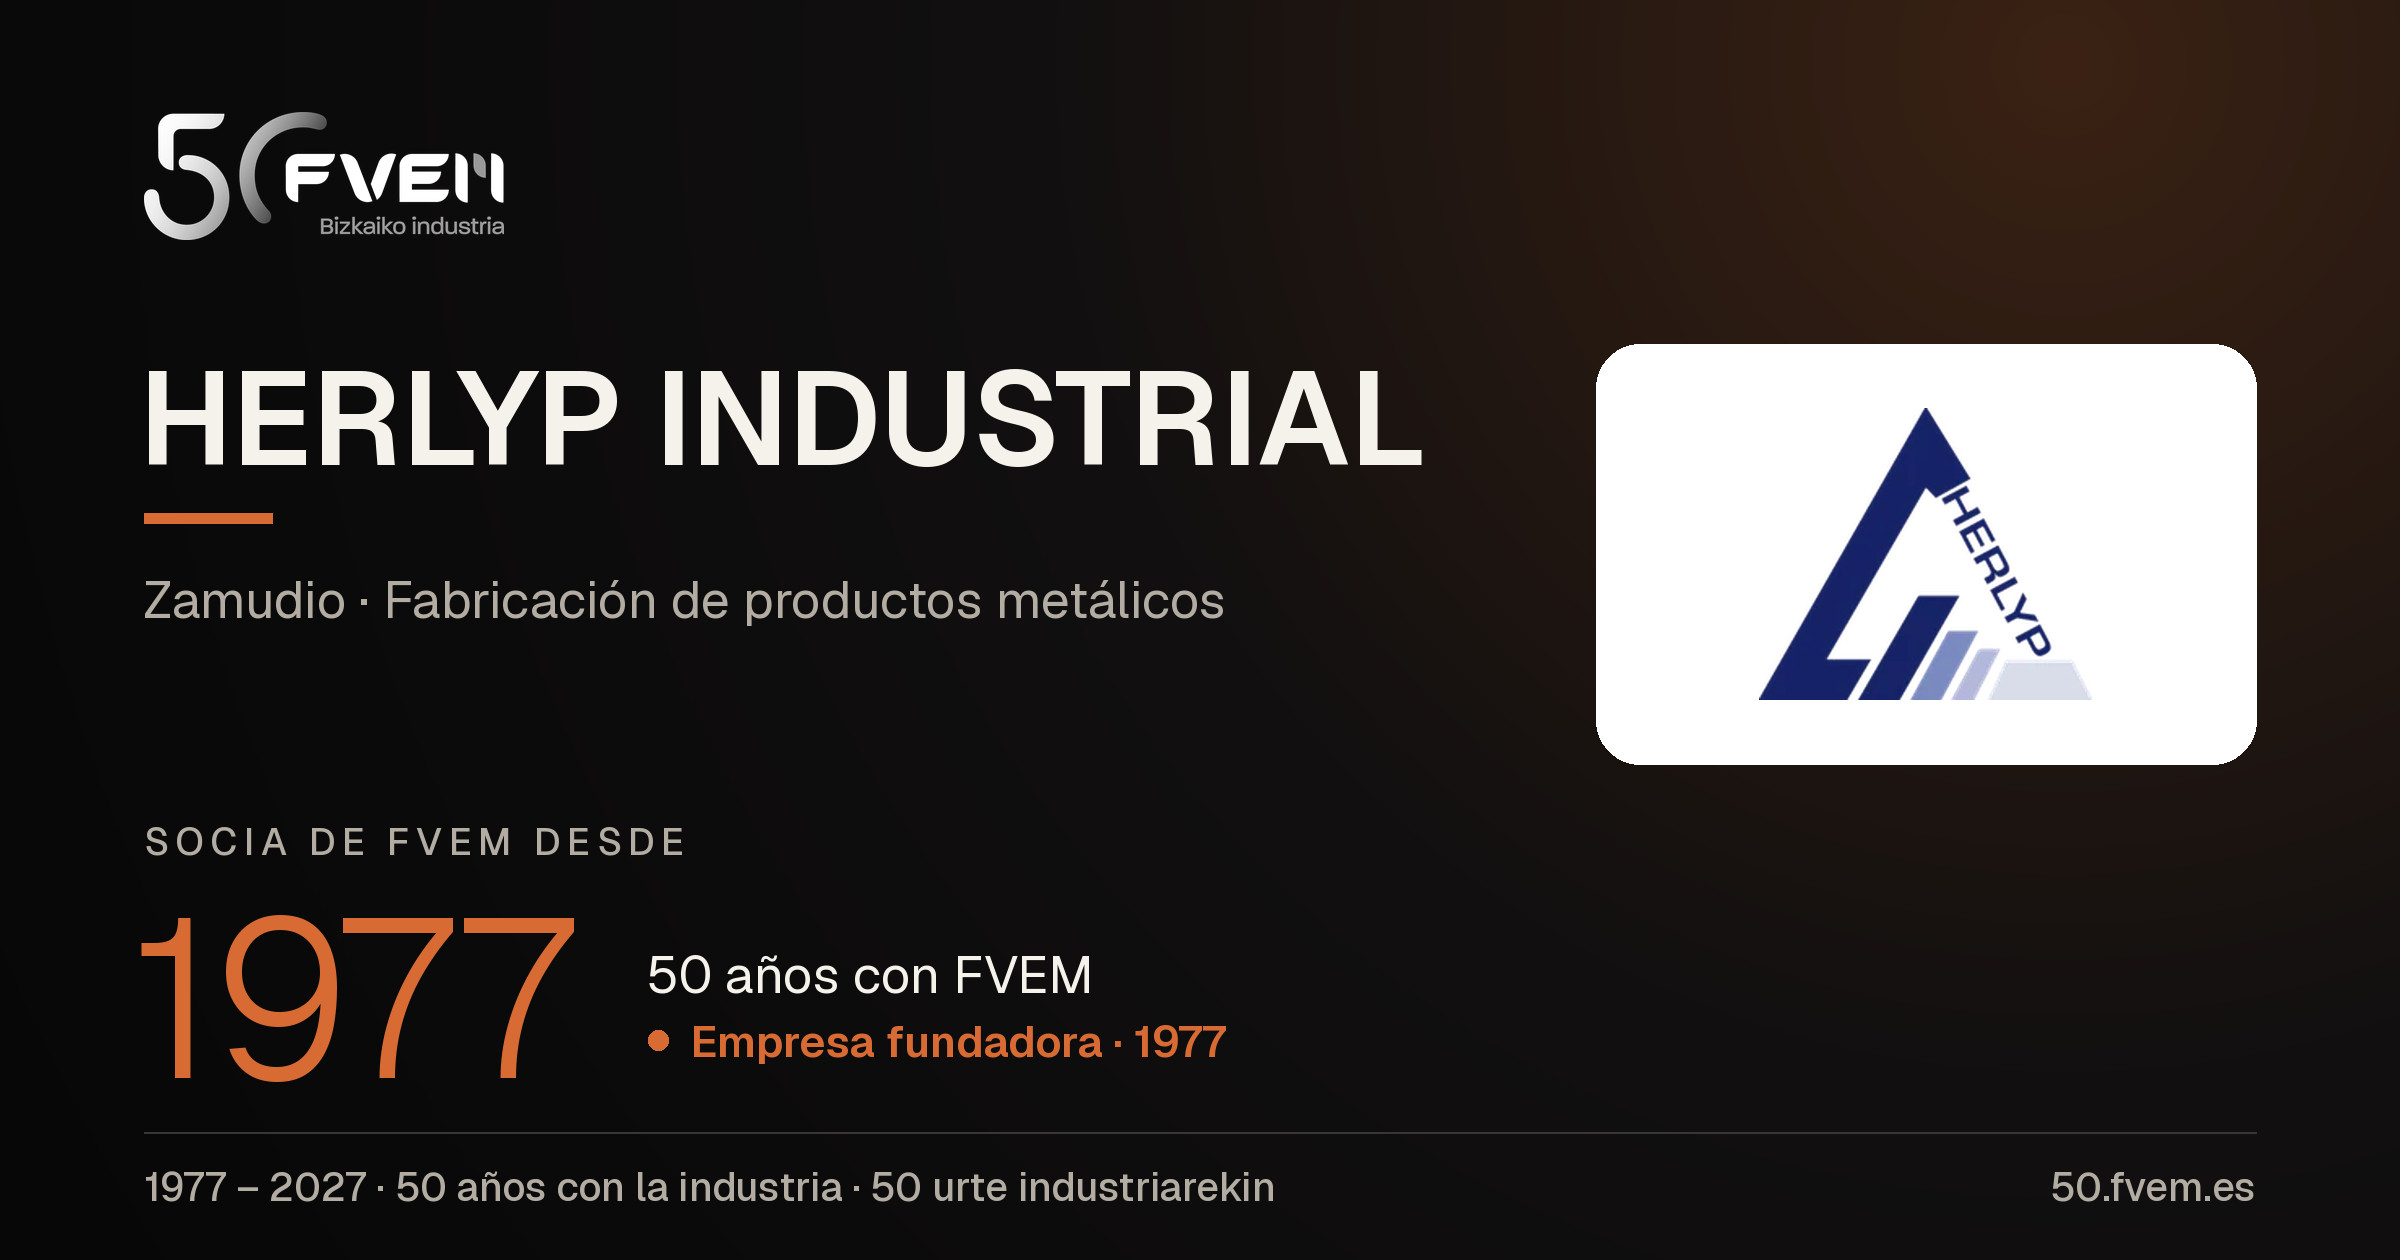 50 FVEM
Bizkaiko industria
HERLYP INDUSTRIAL
HERLYP
Zamudio · Fabricación de productos metálicos
SOCIA DE FVEM DESDE
1977
50 años con FVEM
Empresa fundadora · 1977
1977 – 2027 · 50 años con la industria · 50 urte industriarekin
50.fvem.es